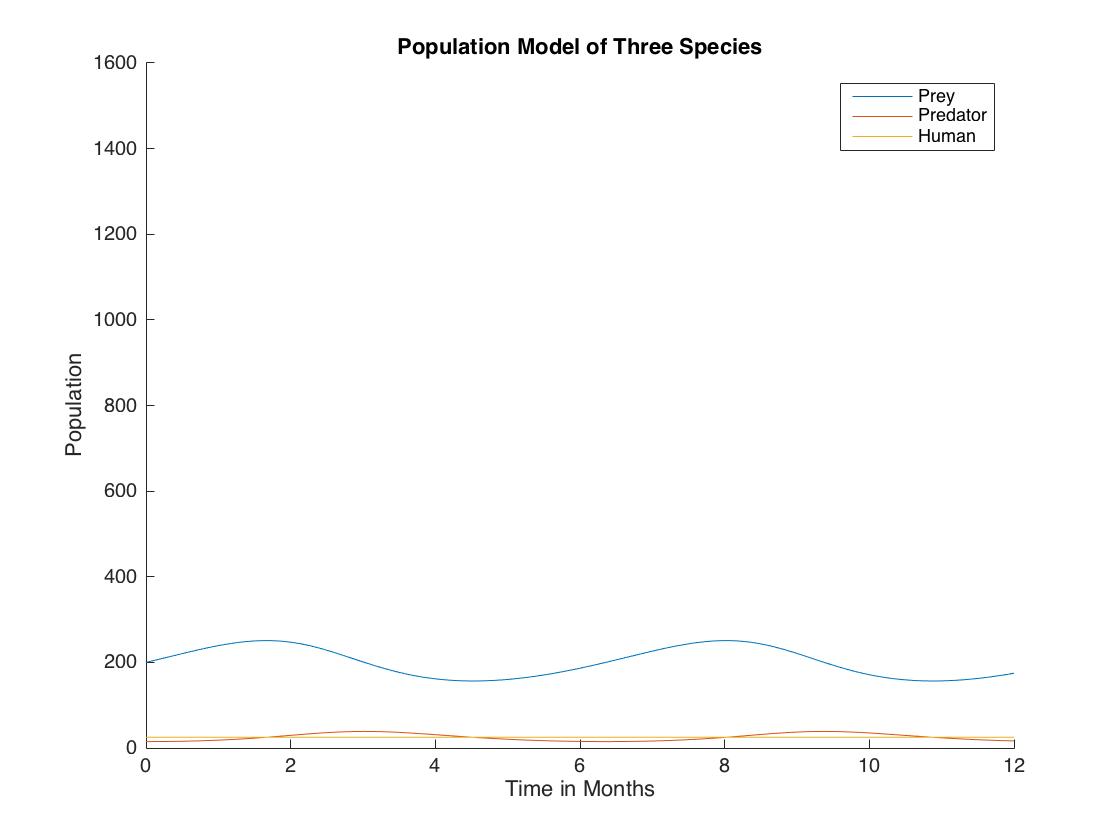 Population Model of Three Species
1600
1400
1200
1000
800
600
400
200
0
Population
Prey
Predator
Human
0 2 4 6 8 10 12
Time in Months